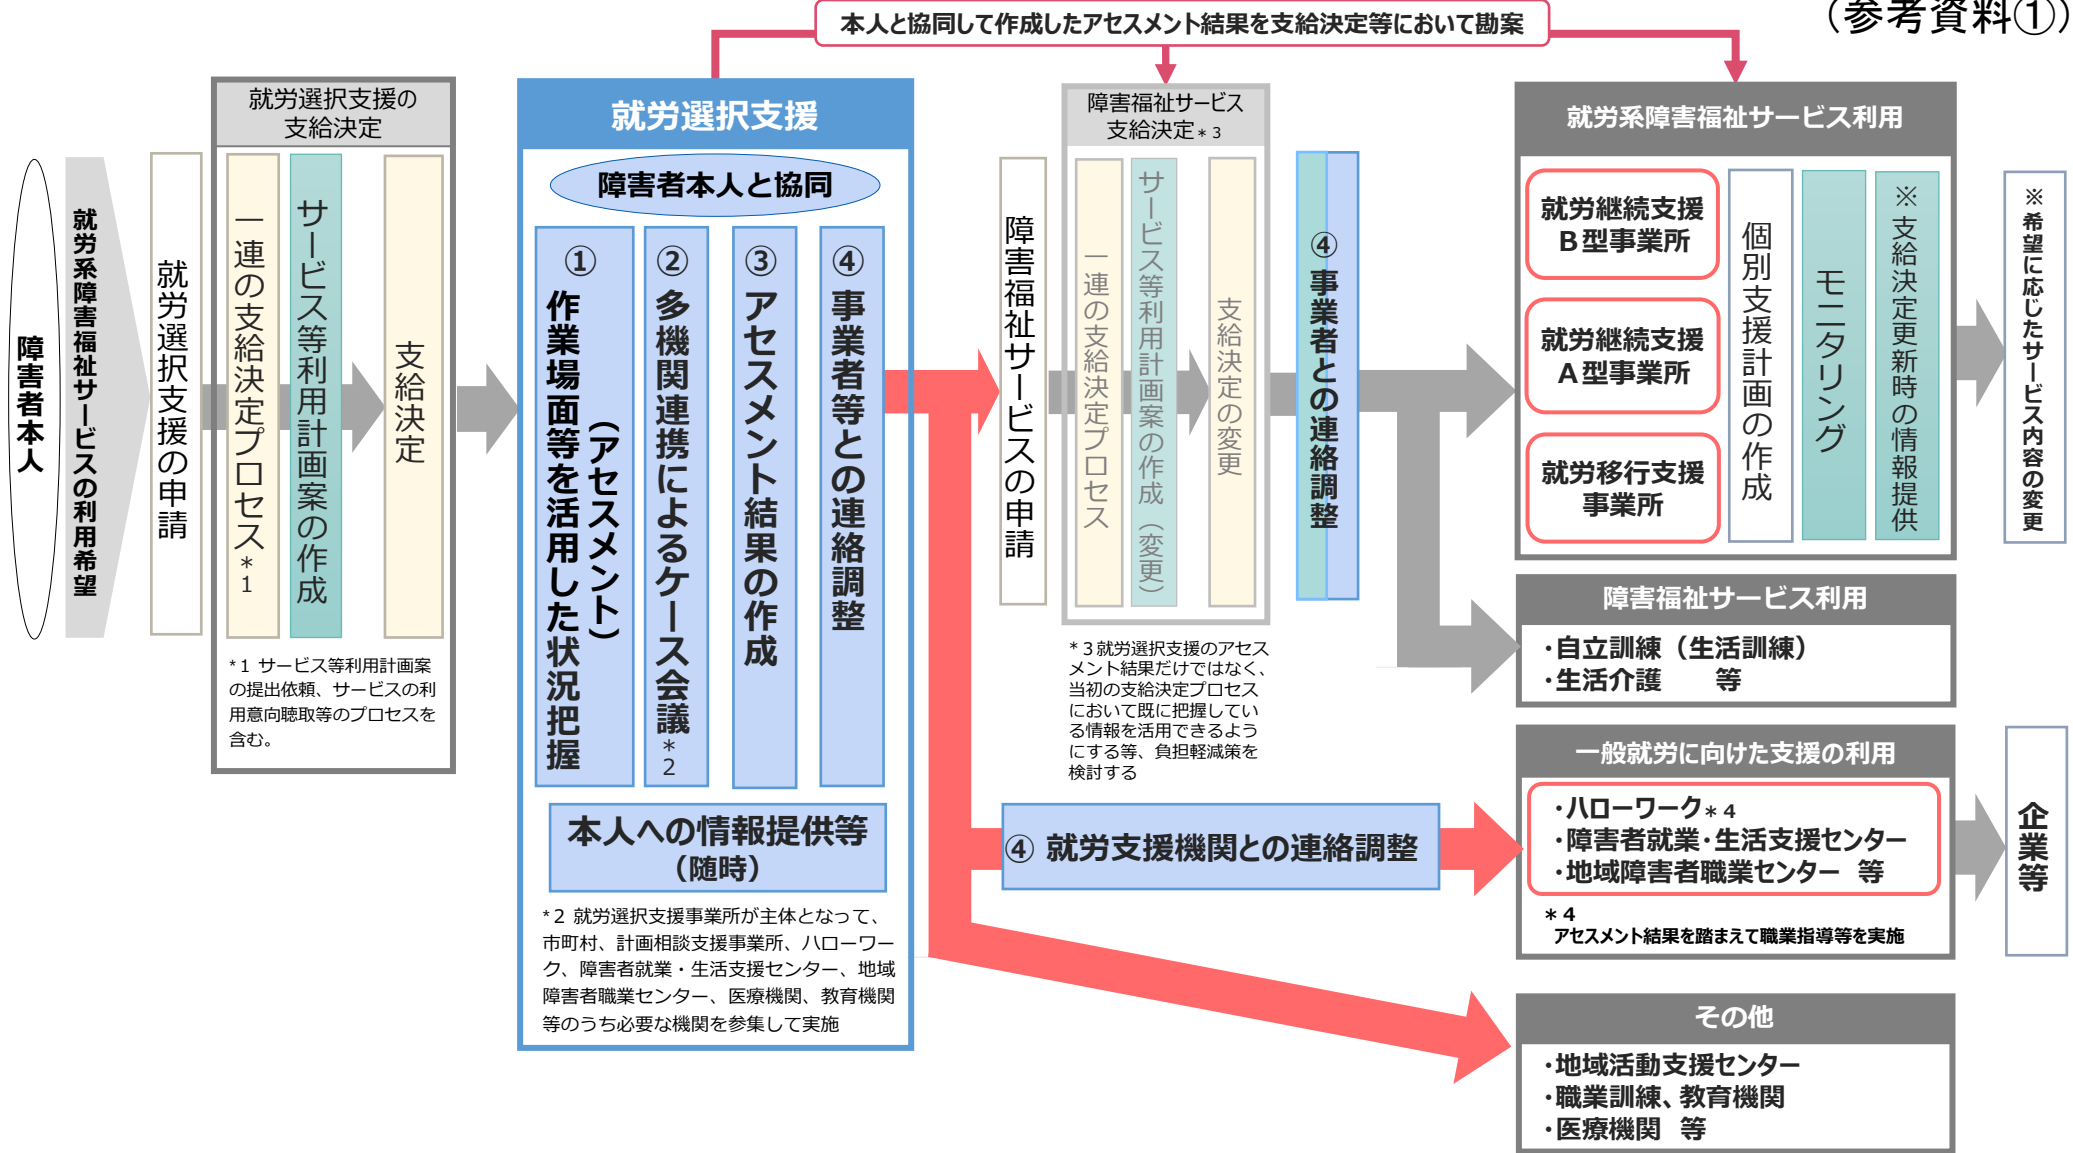 （参考資料①）
本人と協同して作成したアセスメント結果を支給決定等において勘案
障害者本人
就労系障害福祉サービスの利用希望
就労選択支援の申請
就労選択支援の
支給決定
一連の支給決定プロセス*1
サービス等利用計画案の作成
支給決定
*1 サービス等利用計画案
の提出依頼、サービスの利
用意向聴取等のプロセスを
含む。
就労選択支援
障害者本人と協同
①
作業場面等を活用した状況把握
（アセスメント）
②
多機関連携によるケース会議*2
③
アセスメント結果の作成
④
事業者等との連絡調整
本人への情報提供等
（随時）
*2 就労選択支援事業所が主体となって、
市町村、計画相談支援事業所、ハローワー
ク、障害者就業・生活支援センター、地域
障害者職業センター、医療機関、教育機関
等のうち必要な機関を参集して実施
障害福祉サービスの申請
障害福祉サービス
支給決定*3
一連の支給決定プロセス
サービス等利用計画案の作成（変更）
支給決定の変更
*3就労選択支援のアセス
メント結果だけではなく、
当初の支給決定プロセス
において既に把握してい
る情報を活用できるよう
にする等、負担軽減策を
検討する
④
事業者との連絡調整
④ 就労支援機関との連絡調整
就労系障害福祉サービス利用
就労継続支援
B型事業所
就労継続支援
A型事業所
就労移行支援
事業所
個別支援計画の作成
モニタリング
※支給決定更新時の情報提供
※希望に応じたサービス内容の変更
障害福祉サービス利用
・自立訓練（生活訓練）
・生活介護　等
一般就労に向けた支援の利用
・ハローワーク*4
・障害者就業・生活支援センター
・地域障害者職業センター 等
*4
アセスメント結果を踏まえて職業指導等を実施
企業等
その他
・地域活動支援センター
・職業訓練、教育機関
・医療機関 等